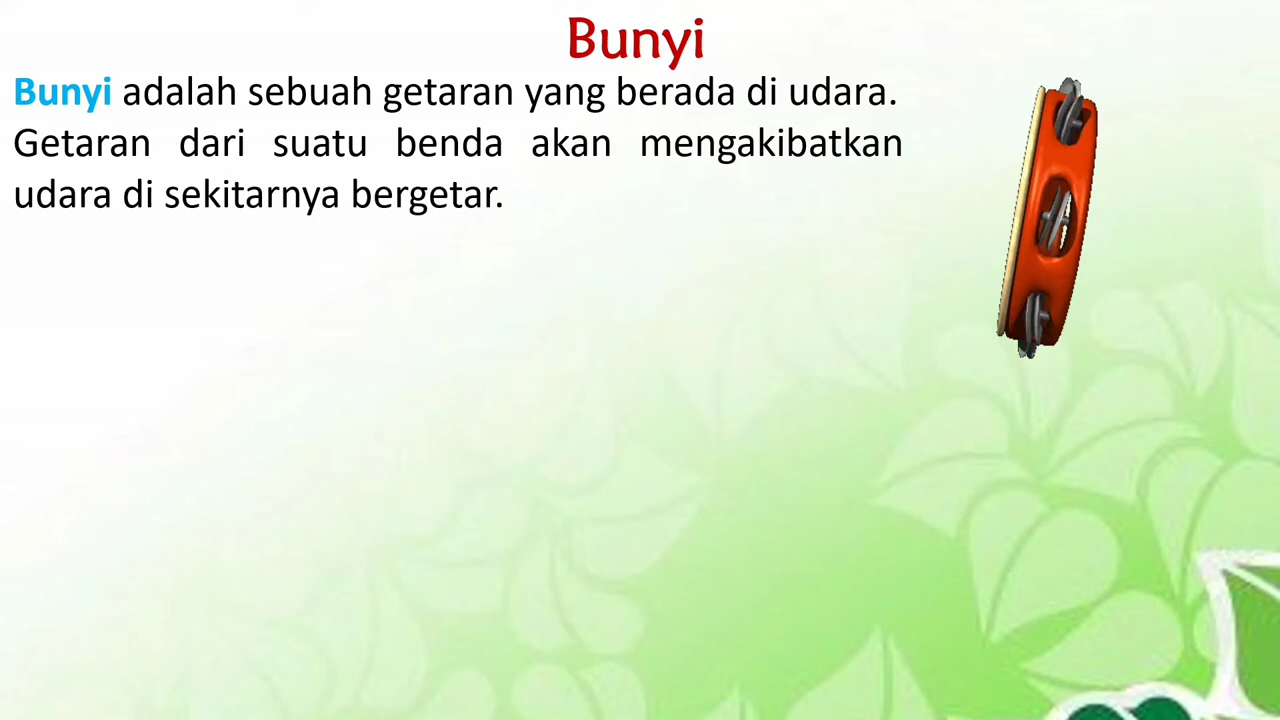 Bunyi
Bunyi adalah sebuah getaran yang berada di udara.
Getaran dari suatu benda akan mengakibatkan
udara di sekitarnya bergetar.